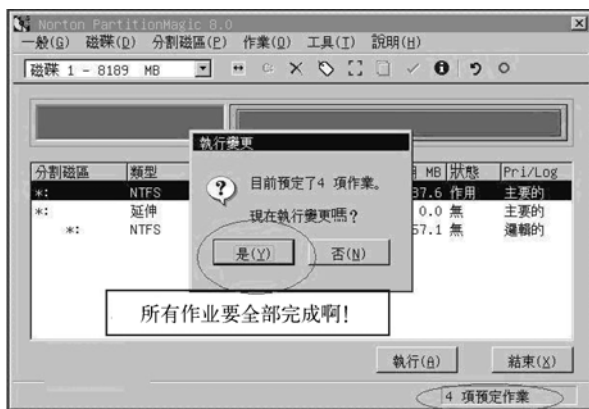 Norton PartitionMagic 8.0
一般(G) 磁碟(D) 分割磁區(P) 作業(O) 工具(I) 說明(H)
磁碟 1 - 8189 MB
執行變更
分割磁區 類型 MB 狀態 Pri/Log
*: NTFS 37.6 作用 主要的
*: 延伸 0.0 無 主要的
*: NTFS 57.1 無 邏輯的
目前預定了4 項作業。
現在執行變更嗎?
是(Y) 否(N)
所有作业要全部完成啊!
執行(A) 結束(X)
4 項預定作業